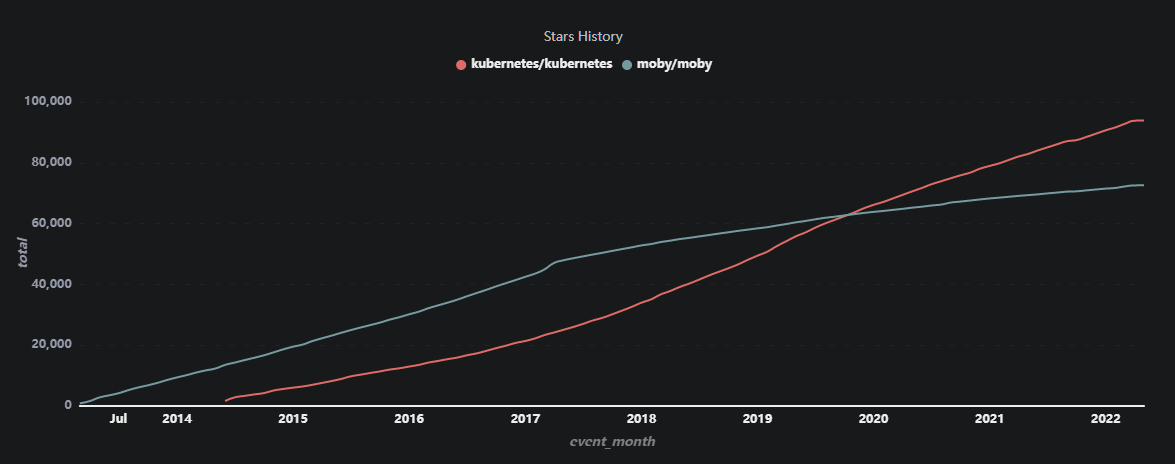 Stars History
kubernetes/kubernetes moby/moby
100,000
80,000
60,000
40,000
20,000
0
total
Jul 2014 2015 2016 2017 2018 2019 2020 2021 2022
event_month